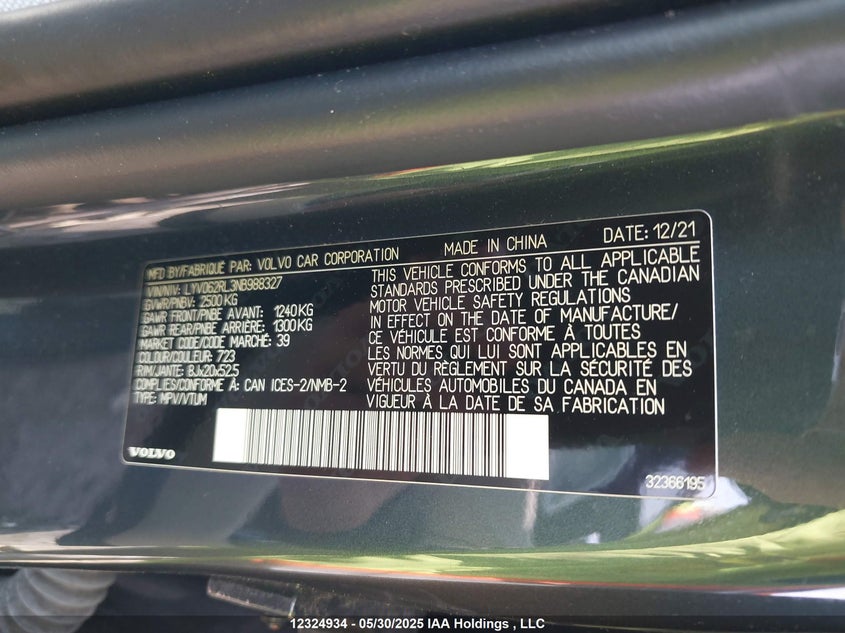 MFD BY/FABRIQUÉ PAR: VOLVO CAR CORPORATION MADE IN CHINA DATE: 12/21
VIN/NIV: LYV062RL3NB988327
GVWR/PNBV: 2500 KG
GAWR FRONT/PNBE AVANT: 1240 KG
GAWR REAR/PNBE ARRIÈRE: 1300 KG
MARKET CODE/CODE MARCHÉ: 39
COLOUR/COULEUR: 723
RIM/JANTE: 8Jx20x52.5
COMPLIES/CONFORME À: CAN ICES-2/NMB-2
TYPE: MPV/VTUM
THIS VEHICLE CONFORMS TO ALL APPLICABLE
STANDARDS PRESCRIBED UNDER THE CANADIAN
MOTOR VEHICLE SAFETY REGULATIONS
IN EFFECT ON THE DATE OF MANUFACTURE/
CE VÉHICULE EST CONFORME À TOUTES
LES NORMES QUI LUI SONT APPLICABLES EN
VERTU DU RÈGLEMENT SUR LA SÉCURITÉ DES
VÉHICULES AUTOMOBILES DU CANADA EN
VIGUEUR À LA DATE DE SA FABRICATION
VOLVO
32366195
12324934 - 05/30/2025 IAA Holdings , LLC